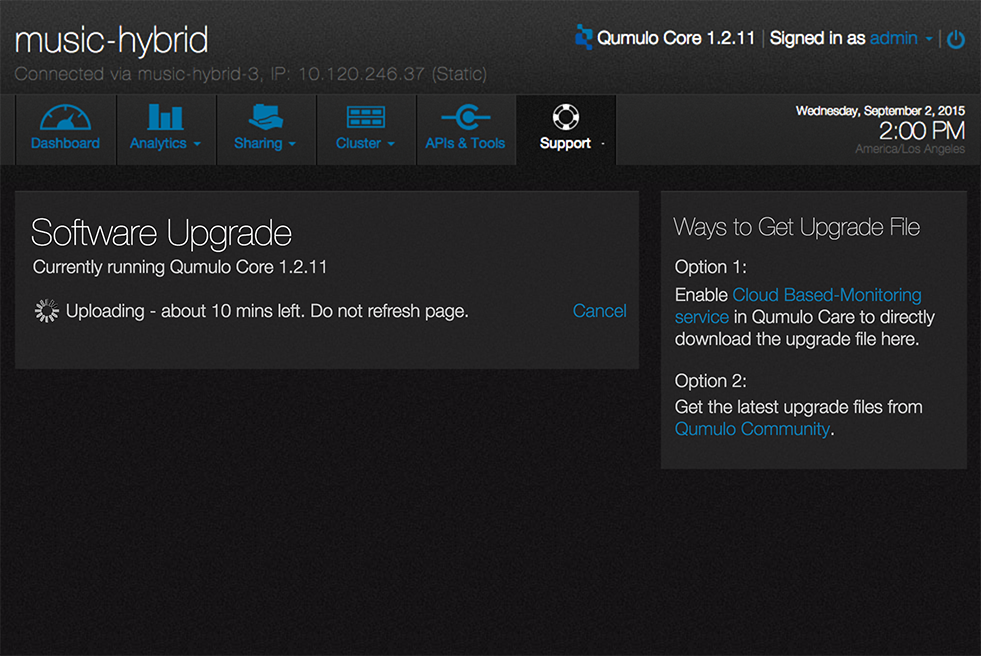 music-hybrid
Qumulo Core 1.2.11 | Signed in as admin
Connected via music-hybrid-3, IP: 10.120.246.37 (Static)
Dashboard
Analytics
Sharing
Cluster
APIs & Tools
Support
Wednesday, September 2, 2015
2:00 PM
America/Los Angeles
Software Upgrade
Currently running Qumulo Core 1.2.11
Uploading - about 10 mins left. Do not refresh page.
Cancel
Ways to Get Upgrade File
Option 1:
Enable Cloud Based-Monitoring
service in Qumulo Care to directly
download the upgrade file here.
Option 2:
Get the latest upgrade files from
Qumulo Community.